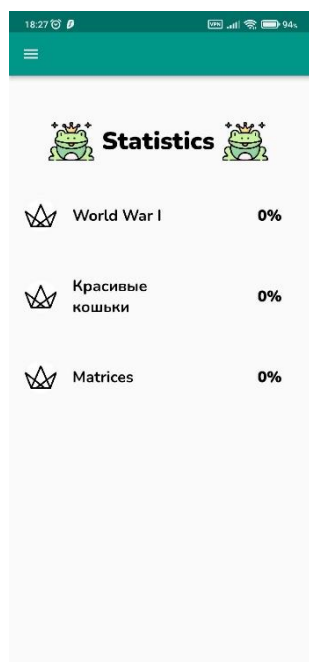 18:27
VPN
94%
Statistics
World War I
0%
Красивые
кошьки
0%
Matrices
0%